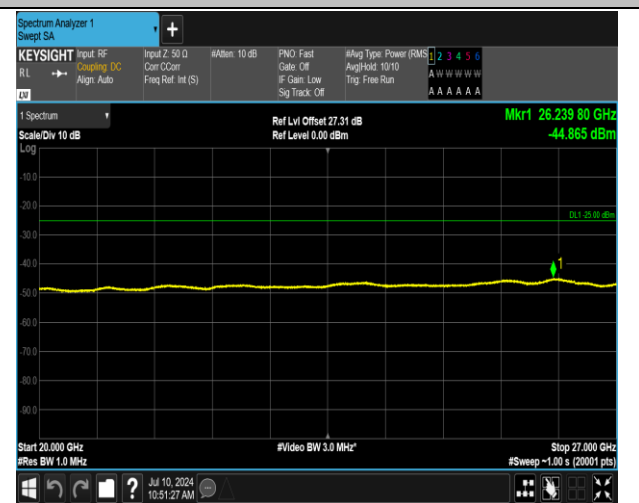 Spectrum Analyzer 1
Swept SA
+
KEYSIGHT
RL
Input: RF
Coupling: DC
Align: Auto
Input Z: 50 Ω
Corr CCorr
Freq Ref: Int (S)
#Atten: 10 dB
PNO: Fast
Gate: Off
IF Gain: Low
Sig Track: Off
#Avg Type: Power (RMS
Avg|Hold: 10/10
Trig: Free Run
1 2 3 4 5 6
A W W W W W
A A A A A A
1 Spectrum
Scale/Div 10 dB
Log
Ref Lvl Offset 27.31 dB
Ref Level 0.00 dBm
Mkr1 26.239 80 GHz
-44.865 dBm
-10.0
-20.0
DL1 -25.00 dBm
-30.0
-40.0
1
-50.0
-60.0
-70.0
-80.0
-90.0
Start 20.000 GHz
#Res BW 1.0 MHz
#Video BW 3.0 MHz*
Stop 27.000 GHz
#Sweep ~1.00 s (20001 pts)
?
Jul 10, 2024
10:51:27 AM